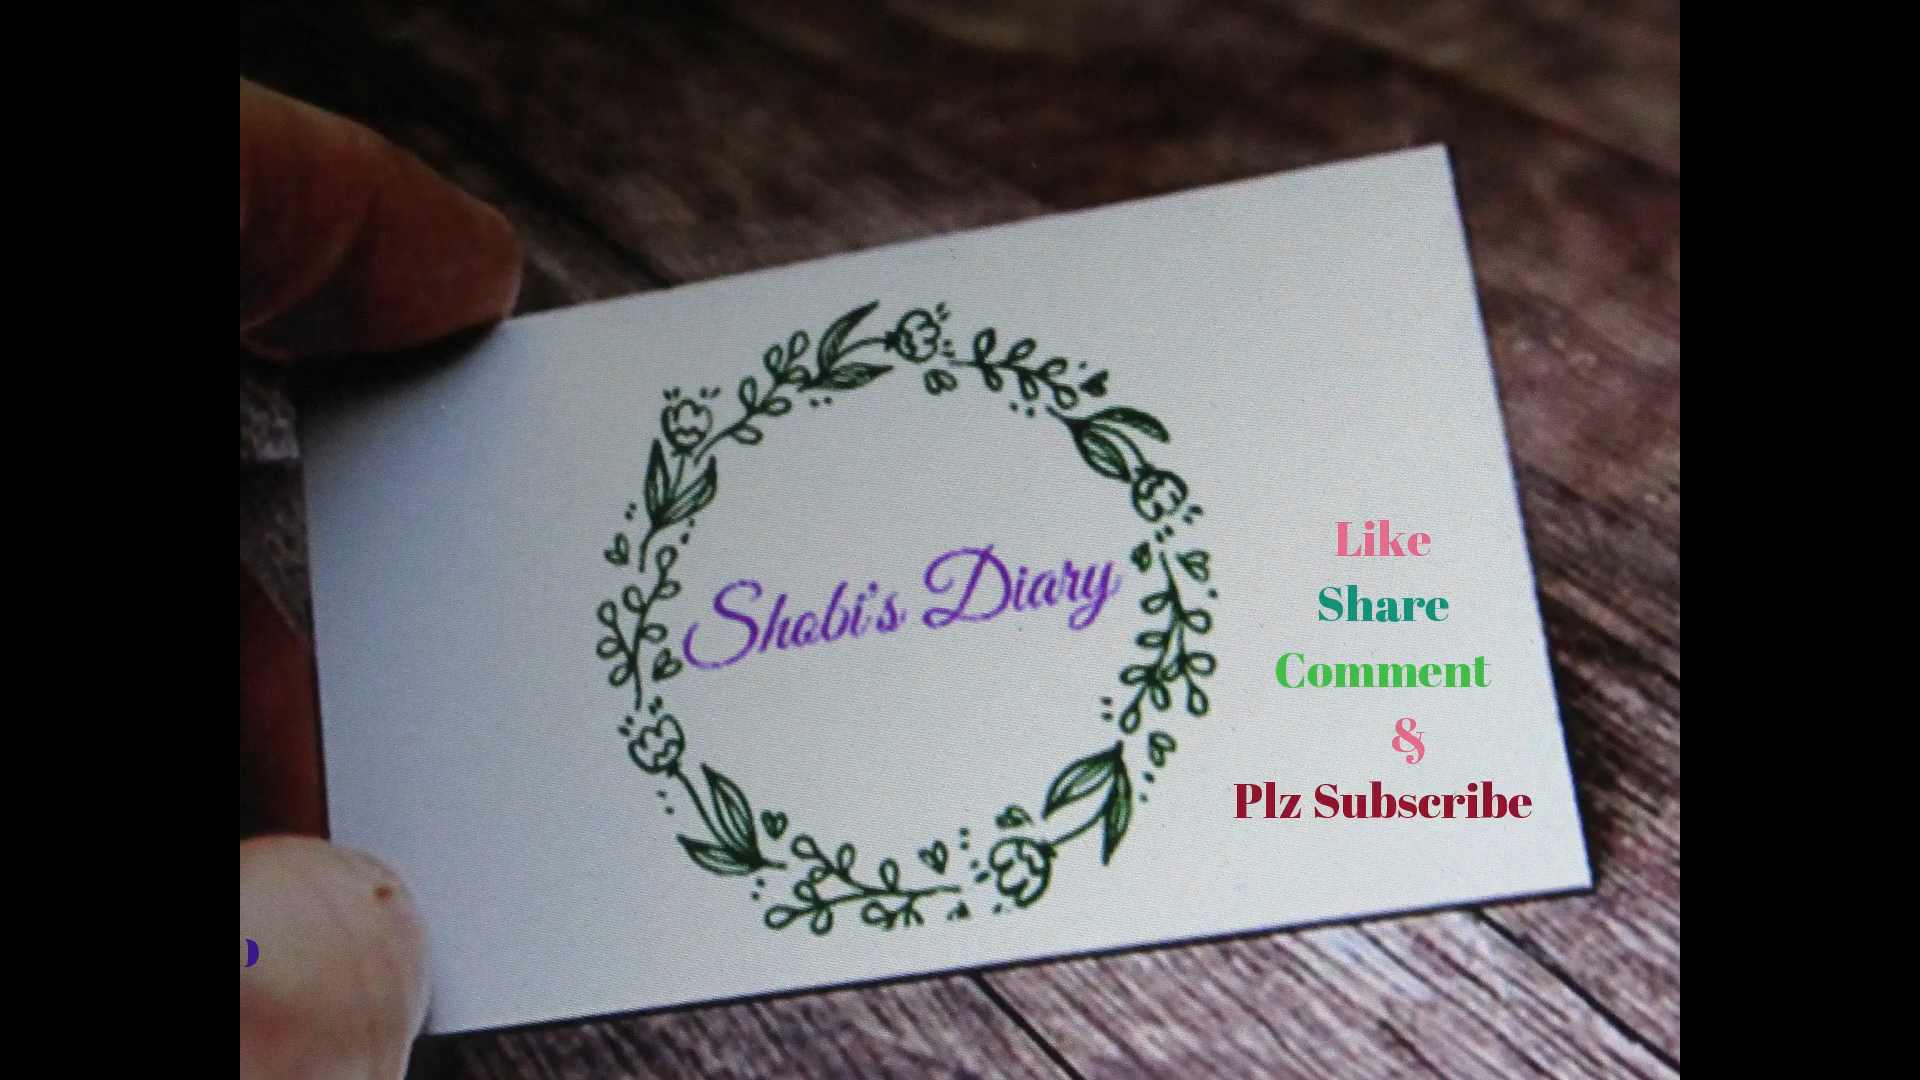 Shobi's Diary
Like
Share
Comment
&
Plz Subscribe